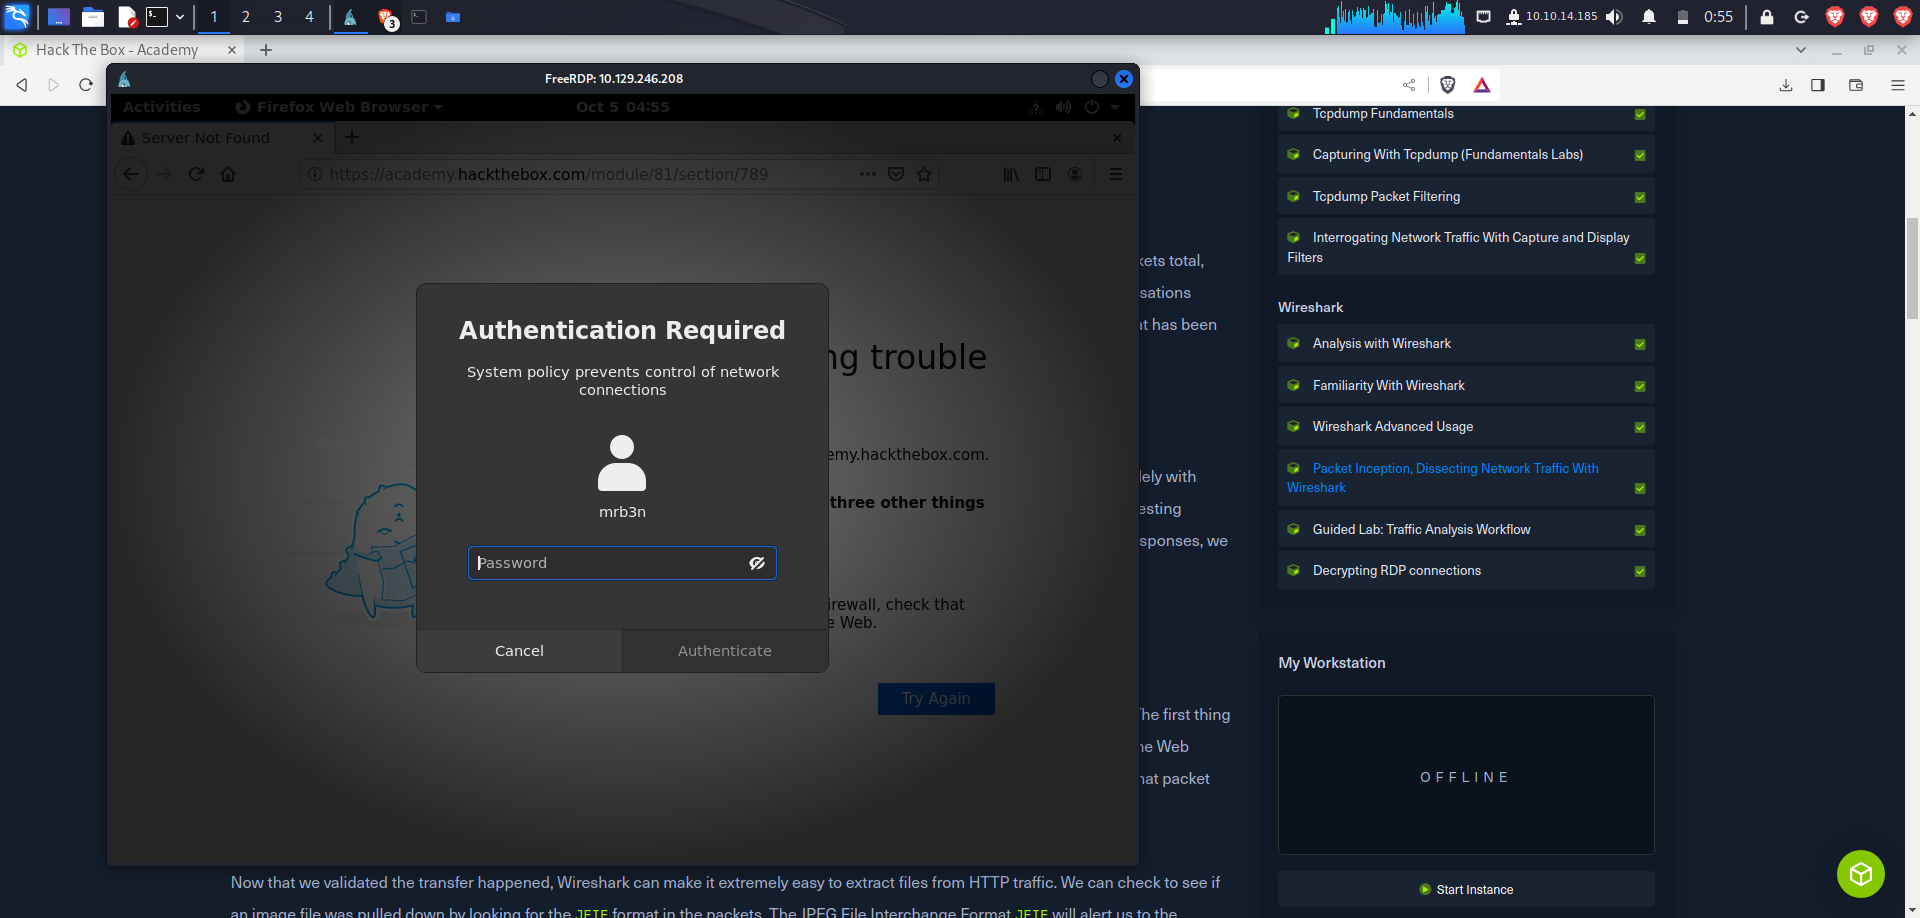 1 2 3 4
3
10.10.14.185
0:55
Hack The Box - Academy
FreeRDP: 10.129.246.208
Activities
Firefox Web Browser
Oct 5 04:55
Server Not Found
https://academy.hackthebox.com/module/81/section/789
ng trouble
emy.hackthebox.com.
three other things
irewall, check that
e Web.
Try Again
Authentication Required
System policy prevents control of network
connections
mrb3n
Password
Cancel
Authenticate
kets total,
sations
at has been
lely with
esting
sponses, we
The first thing
he Web
hat packet
Now that we validated the transfer happened, Wireshark can make it extremely easy to extract files from HTTP traffic. We can check to see if
an image file was pulled down by looking for the JFIF format in the packets. The JPEG File Interchange Format JFIF will alert us to the
Tcpdump Fundamentals
Capturing With Tcpdump (Fundamentals Labs)
Tcpdump Packet Filtering
Interrogating Network Traffic With Capture and Display
Filters
Wireshark
Analysis with Wireshark
Familiarity With Wireshark
Wireshark Advanced Usage
Packet Inception, Dissecting Network Traffic With
Wireshark
Guided Lab: Traffic Analysis Workflow
Decrypting RDP connections
My Workstation
OFFLINE
Start Instance